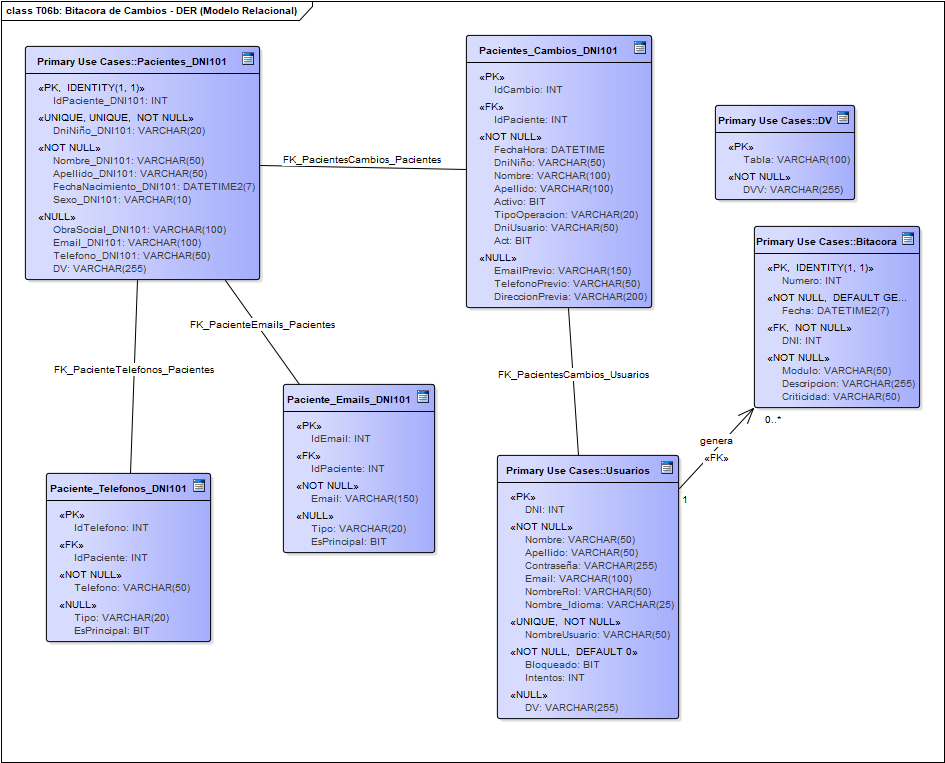 class T06b: Bitacora de Cambios - DER (Modelo Relacional)
Primary Use Cases::Pacientes_DNI101
«PK, IDENTITY(1, 1)»
IdPaciente_DNI101: INT
«UNIQUE, UNIQUE, NOT NULL»
DniNiño_DNI101: VARCHAR(20)
«NOT NULL»
Nombre_DNI101: VARCHAR(50)
Apellido_DNI101: VARCHAR(50)
FechaNacimiento_DNI101: DATETIME2(7)
Sexo_DNI101: VARCHAR(10)
«NULL»
ObraSocial_DNI101: VARCHAR(100)
Email_DNI101: VARCHAR(100)
Telefono_DNI101: VARCHAR(50)
DV: VARCHAR(255)
FK_PacientesCambios_Pacientes
Pacientes_Cambios_DNI101
«PK»
IdCambio: INT
«FK»
IdPaciente: INT
«NOT NULL»
FechaHora: DATETIME
DniNiño: VARCHAR(50)
Nombre: VARCHAR(100)
Apellido: VARCHAR(100)
Activo: BIT
TipoOperacion: VARCHAR(20)
DniUsuario: VARCHAR(50)
Act: BIT
«NULL»
EmailPrevio: VARCHAR(150)
TelefonoPrevio: VARCHAR(50)
DireccionPrevia: VARCHAR(200)
Primary Use Cases::DV
«PK»
Tabla: VARCHAR(100)
«NOT NULL»
DVV: VARCHAR(255)
Primary Use Cases::Bitacora
«PK, IDENTITY(1, 1)»
Numero: INT
«NOT NULL, DEFAULT GE...
Fecha: DATETIME2(7)
«FK, NOT NULL»
DNI: INT
«NOT NULL»
Modulo: VARCHAR(50)
Descripcion: VARCHAR(255)
Criticidad: VARCHAR(50)
FK_PacienteEmails_Pacientes
FK_PacienteTelefonos_Pacientes
FK_PacientesCambios_Usuarios
0..*
genera
«FK»
1
Paciente_Emails_DNI101
«PK»
IdEmail: INT
«FK»
IdPaciente: INT
«NOT NULL»
Email: VARCHAR(150)
«NULL»
Tipo: VARCHAR(20)
EsPrincipal: BIT
Paciente_Telefonos_DNI101
«PK»
IdTelefono: INT
«FK»
IdPaciente: INT
«NOT NULL»
Telefono: VARCHAR(50)
«NULL»
Tipo: VARCHAR(20)
EsPrincipal: BIT
Primary Use Cases::Usuarios
«PK»
DNI: INT
«NOT NULL»
Nombre: VARCHAR(50)
Apellido: VARCHAR(50)
Contraseña: VARCHAR(255)
Email: VARCHAR(100)
NombreRol: VARCHAR(50)
Nombre_Idioma: VARCHAR(25)
«UNIQUE, NOT NULL»
NombreUsuario: VARCHAR(50)
«NOT NULL, DEFAULT 0»
Bloqueado: BIT
Intentos: INT
«NULL»
DV: VARCHAR(255)